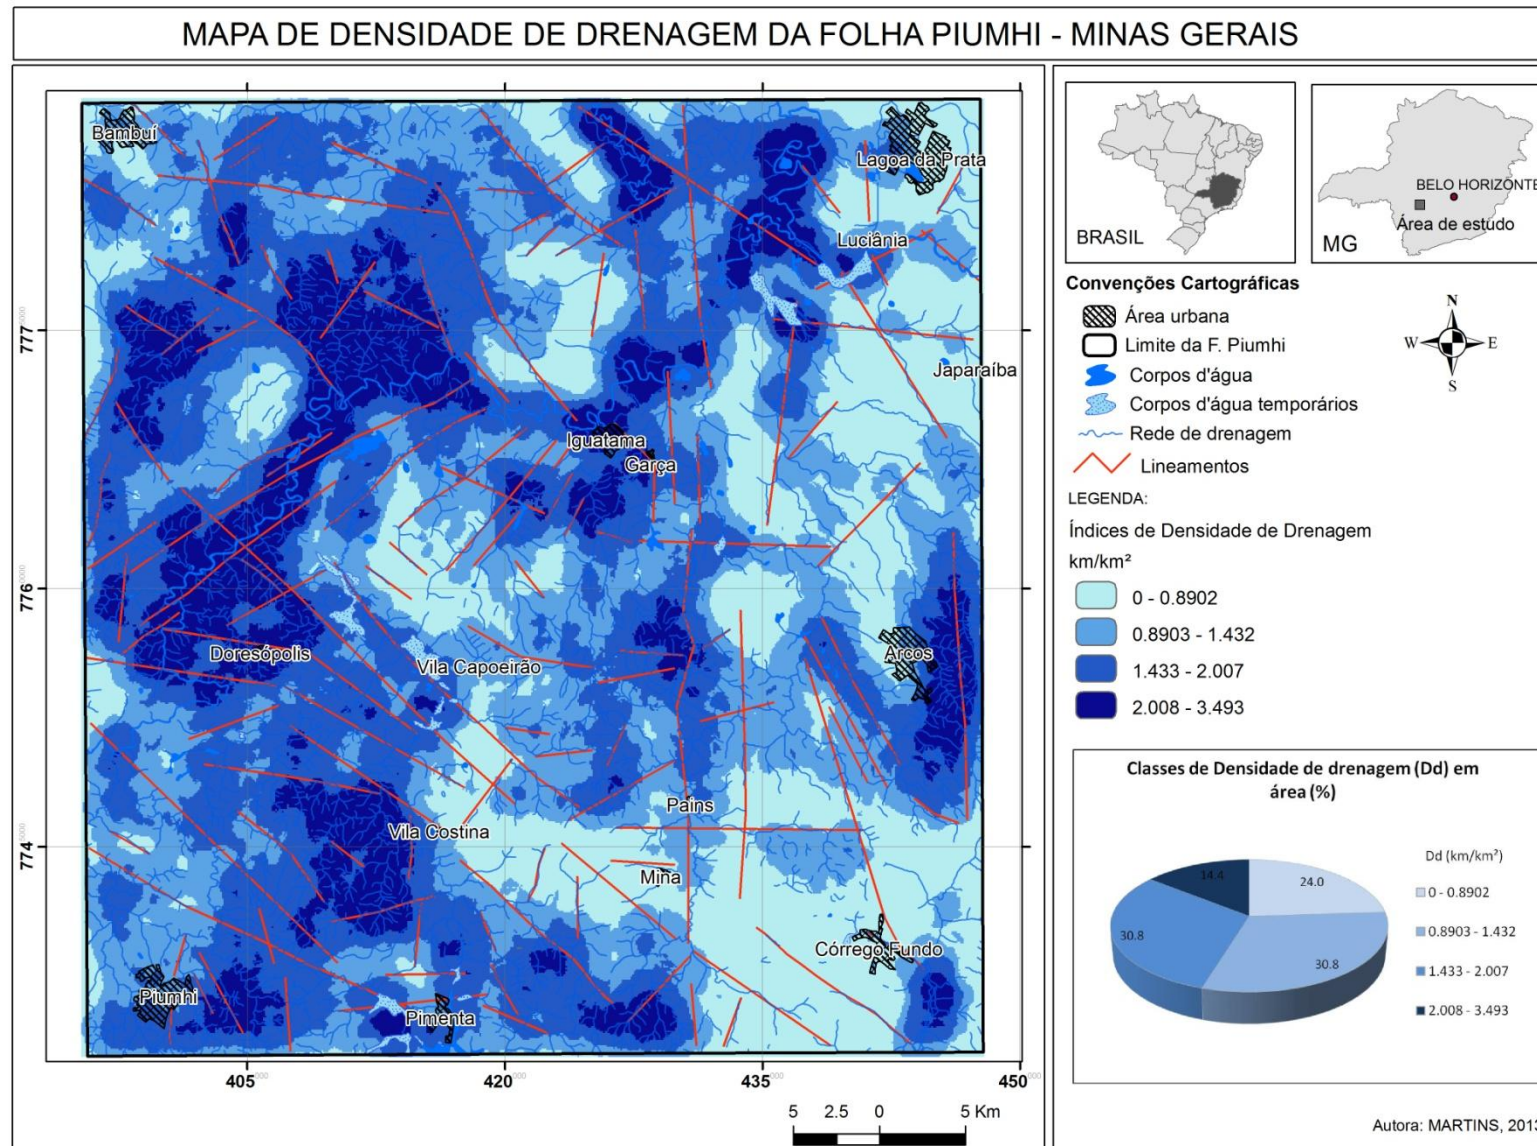 MAPA DE DENSIDADE DE DRENAGEM DA FOLHA PIUMHI - MINAS GERAIS
Bambuí
Lagoa da Prata
Luciânia
Japaraíba
Iguatama
Garça
Doresópolis
Vila Capoeirão
Arcos
Pains
Vila Costina
Mina
Córrego Fundo
Piumhi
Pimenta
777
776
774
405
420
435
450
5 2.5 0 5 Km
BRASIL
BELO HORIZONTE
Área de estudo
MG
Convenções Cartográficas
Área urbana
Limite da F. Piumhi
Corpos d'água
Corpos d'água temporários
Rede de drenagem
Lineamentos
N
W E
S
LEGENDA:
Índices de Densidade de Drenagem
km/km²
0 - 0.8902
0.8903 - 1.432
1.433 - 2.007
2.008 - 3.493
Classes de Densidade de drenagem (Dd) em
área (%)
14.4
24.0
30.8
30.8
Dd (km/km²)
0 - 0.8902
0.8903 - 1.432
1.433 - 2.007
2.008 - 3.493
Autora: MARTINS, 2013